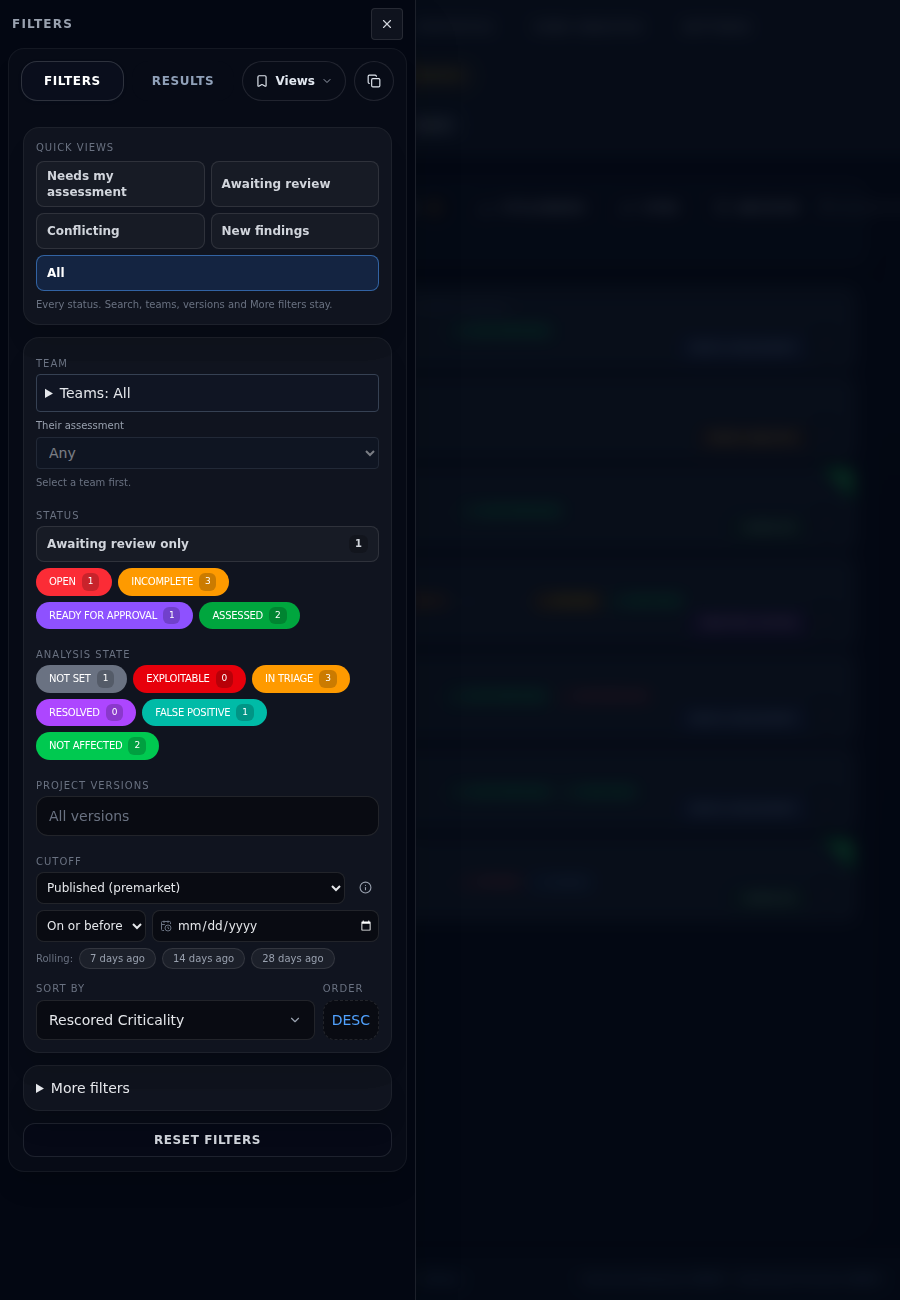 FILTERS
FILTERS
RESULTS
Views
QUICK VIEWS
Needs my
assessment
Awaiting review
Conflicting
New findings
All
Every status. Search, teams, versions and More filters stay.
TEAM
Teams: All
Their assessment
Any
Select a team first.
STATUS
Awaiting review only 1
OPEN 1
INCOMPLETE 3
READY FOR APPROVAL 1
ASSESSED 2
ANALYSIS STATE
NOT SET 1
EXPLOITABLE 0
IN TRIAGE 3
RESOLVED 0
FALSE POSITIVE 1
NOT AFFECTED 2
PROJECT VERSIONS
All versions
CUTOFF
Published (premarket)
On or before
mm/dd/yyyy
Rolling: 7 days ago 14 days ago 28 days ago
SORT BY
ORDER
Rescored Criticality
DESC
More filters
RESET FILTERS